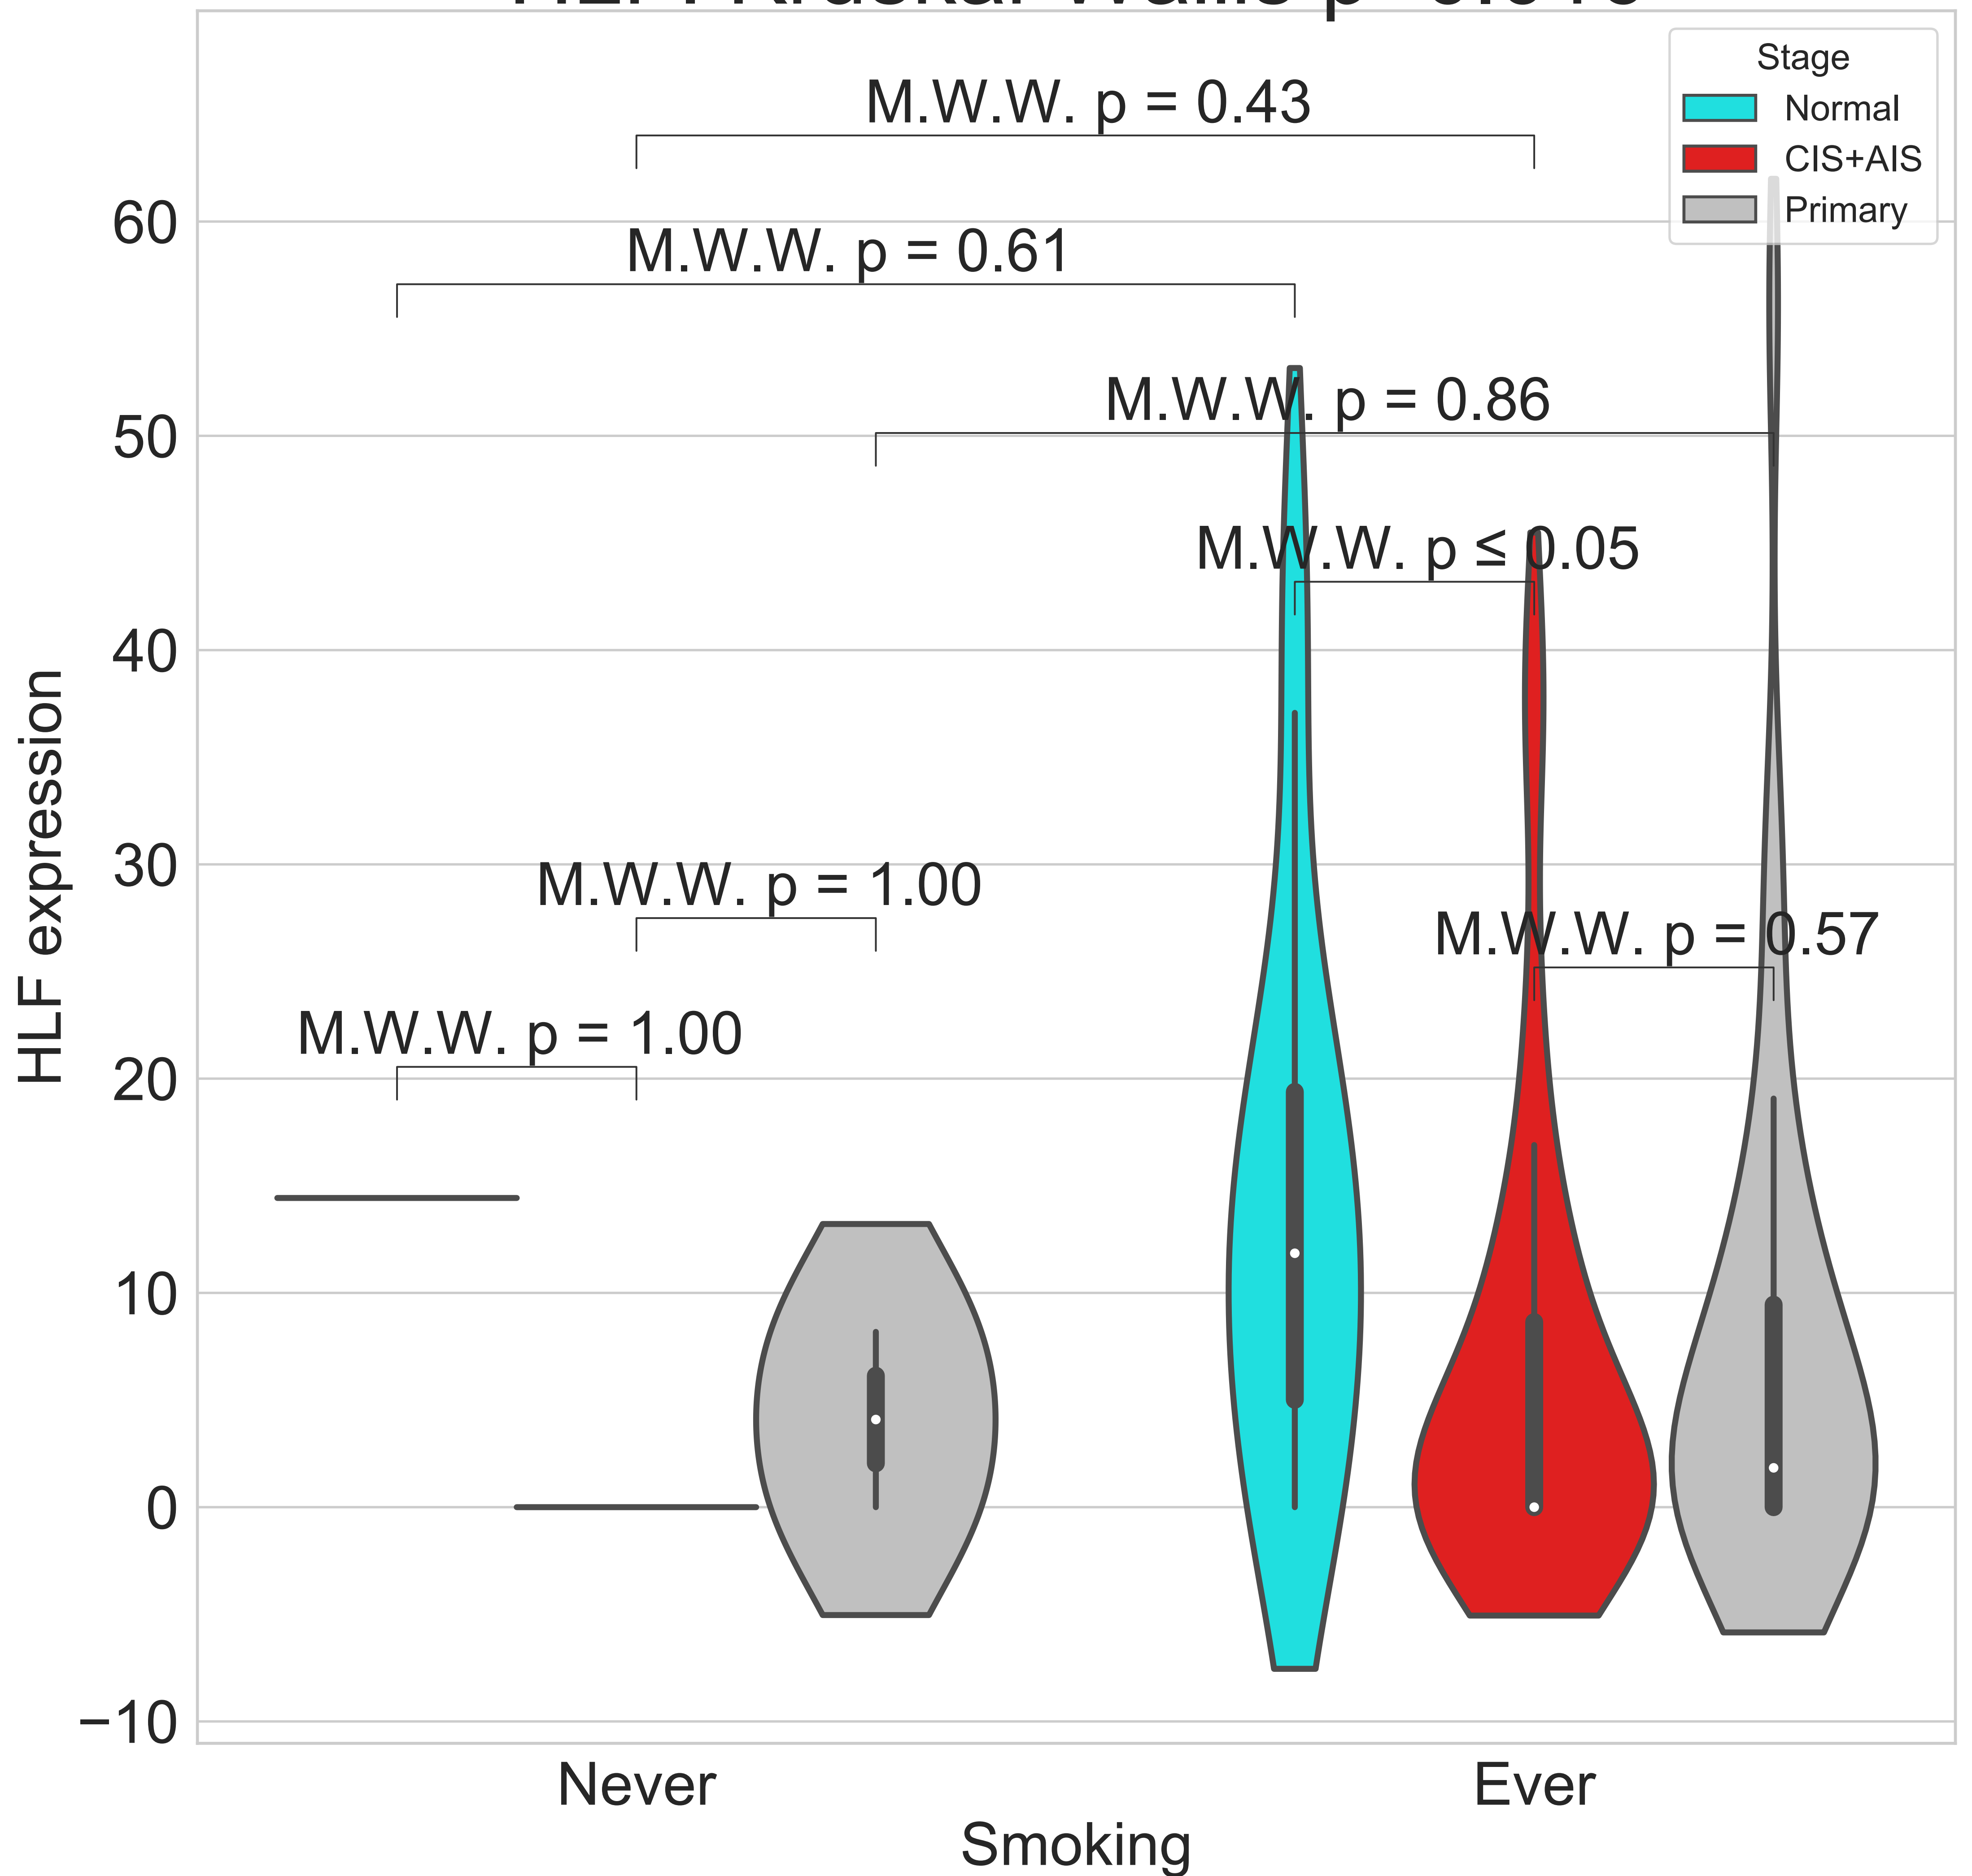 Stage
Normal
CIS+AIS
Primary
M.W.W. p = 0.43
M.W.W. p = 0.61
M.W.W. p = 0.86
M.W.W. p ≤ 0.05
M.W.W. p = 1.00
M.W.W. p = 0.57
M.W.W. p = 1.00
60
50
40
30
20
10
0
−10
HLF expression
Never
Ever
Smoking